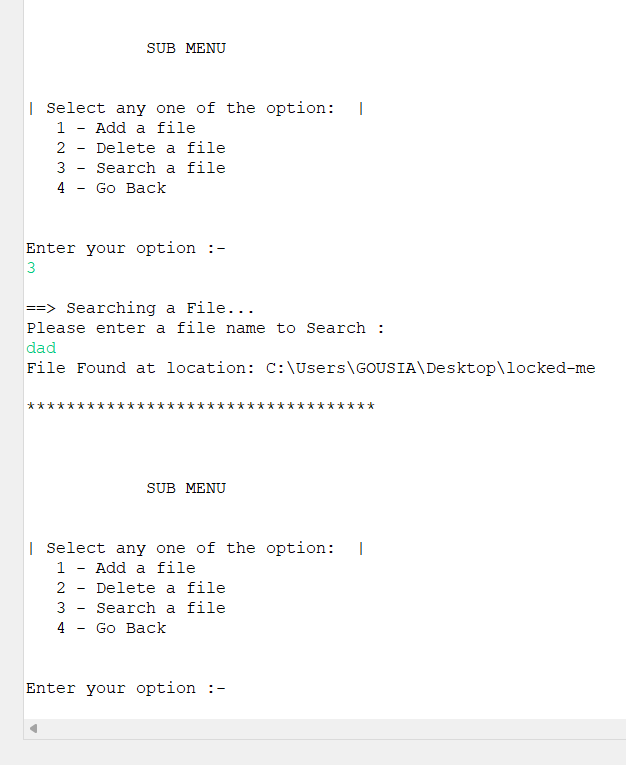 SUB MENU
| Select any one of the option:  |
1 - Add a file
2 - Delete a file
3 - Search a file
4 - Go Back
Enter your option :-
3
==> Searching a File...
Please enter a file name to Search :
dad
File Found at location: C:\Users\GOUSIA\Desktop\locked-me
***********************************
SUB MENU
| Select any one of the option:  |
1 - Add a file
2 - Delete a file
3 - Search a file
4 - Go Back
Enter your option :-